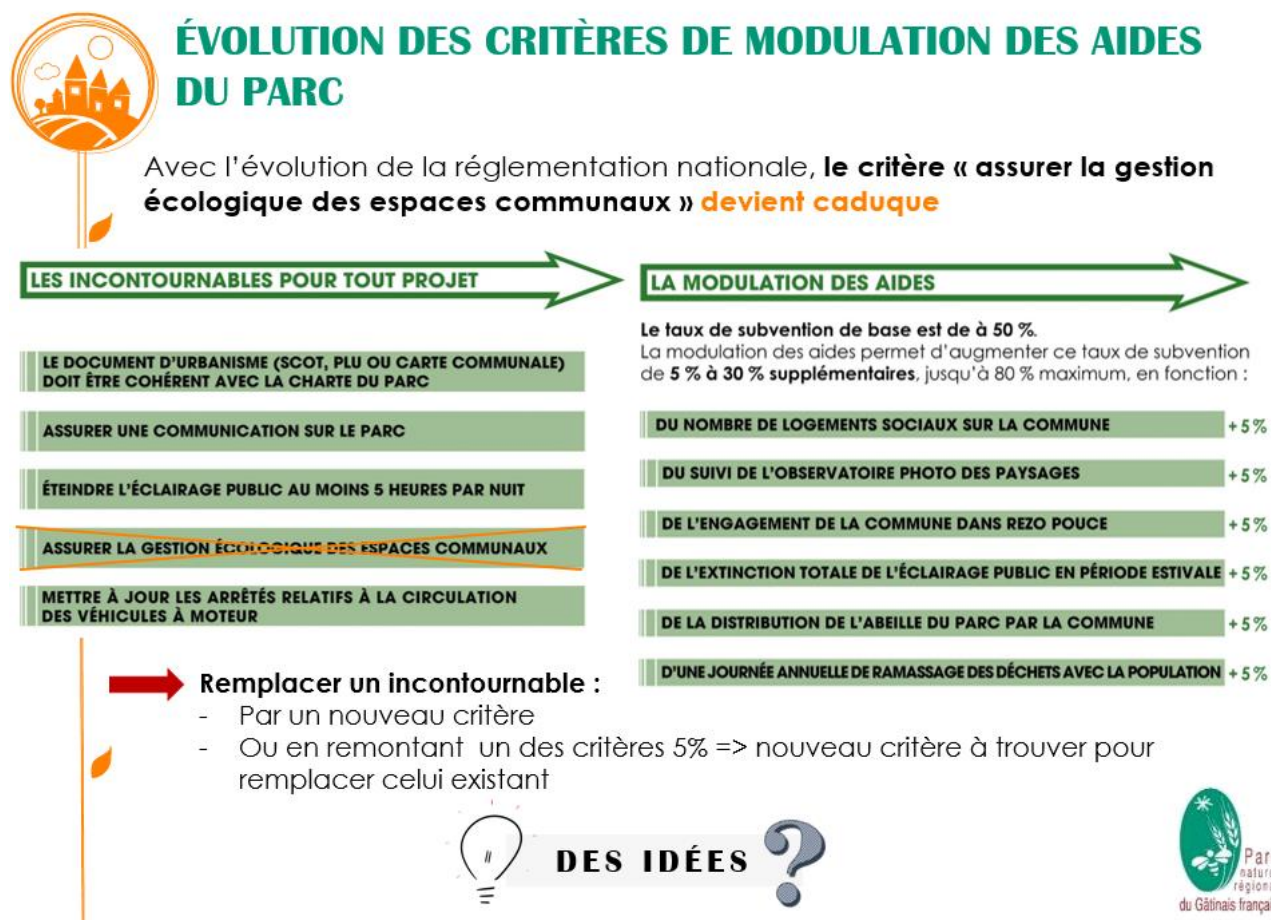 ÉVOLUTION DES CRITÈRES DE MODULATION DES AIDES
DU PARC
Avec l'évolution de la réglementation nationale, le critère « assurer la gestion
écologique des espaces communaux » devient caduque
LES INCONTOURNABLES POUR TOUT PROJET
LE DOCUMENT D'URBANISME (SCOT, PLU OU CARTE COMMUNALE)
DOIT ÊTRE COHÉRENT AVEC LA CHARTE DU PARC
ASSURER UNE COMMUNICATION SUR LE PARC
ÉTEINDRE L'ÉCLAIRAGE PUBLIC AU MOINS 5 HEURES PAR NUIT
ASSURER LA GESTION ÉCOLOGIQUE DES ESPACES COMMUNAUX
METTRE À JOUR LES ARRÊTÉS RELATIFS À LA CIRCULATION
DES VÉHICULES À MOTEUR
LA MODULATION DES AIDES
Le taux de subvention de base est de à 50 %.
La modulation des aides permet d'augmenter ce taux de subvention
de 5 % à 30 % supplémentaires, jusqu'à 80 % maximum, en fonction :
DU NOMBRE DE LOGEMENTS SOCIAUX SUR LA COMMUNE +5%
DU SUIVI DE L'OBSERVATOIRE PHOTO DES PAYSAGES +5%
DE L'ENGAGEMENT DE LA COMMUNE DANS REZO POUCE +5%
DE L'EXTINCTION TOTALE DE L'ÉCLAIRAGE PUBLIC EN PÉRIODE ESTIVALE +5%
DE LA DISTRIBUTION DE L'ABEILLE DU PARC PAR LA COMMUNE +5%
D'UNE JOURNÉE ANNUELLE DE RAMASSAGE DES DÉCHETS AVEC LA POPULATION +5%
Remplacer un incontournable :
- Par un nouveau critère
- Ou en remontant un des critères 5% => nouveau critère à trouver pour
remplacer celui existant
DES IDÉES ?
Par
nature
région
du Gâtinais françai